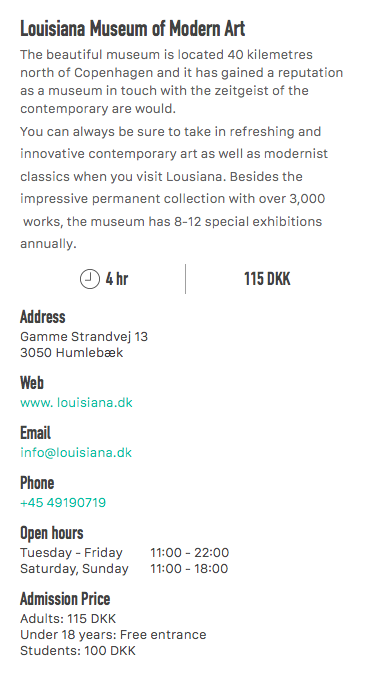 Louisiana Museum of Modern Art
The beautiful museum is located 40 kilemetres
north of Copenhagen and it has gained a reputation
as a museum in touch with the zeitgeist of the
contemporary are would.
You can always be sure to take in refreshing and
innovative contemporary art as well as modernist
classics when you visit Lousiana. Besides the
impressive permanent collection with over 3,000
works, the museum has 8-12 special exhibitions
annually.
4 hr 115 DKK
Address
Gamme Strandvej 13
3050 Humlebæk
Web
www. louisiana.dk
Email
info@louisiana.dk
Phone
+45 49190719
Open hours
Tuesday - Friday 11:00 - 22:00
Saturday, Sunday 11:00 - 18:00
Admission Price
Adults: 115 DKK
Under 18 years: Free entrance
Students: 100 DKK